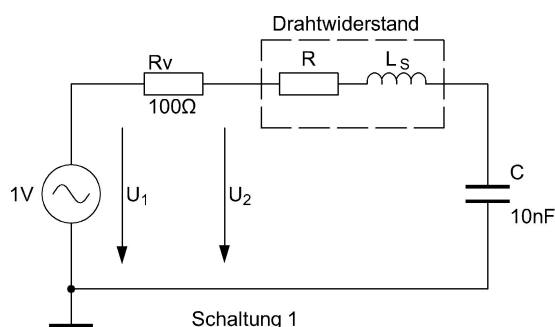 Drahtwiderstand
Rv
R
LS
100Ω
1V
U1
U2
C
10nF
Schaltung 1